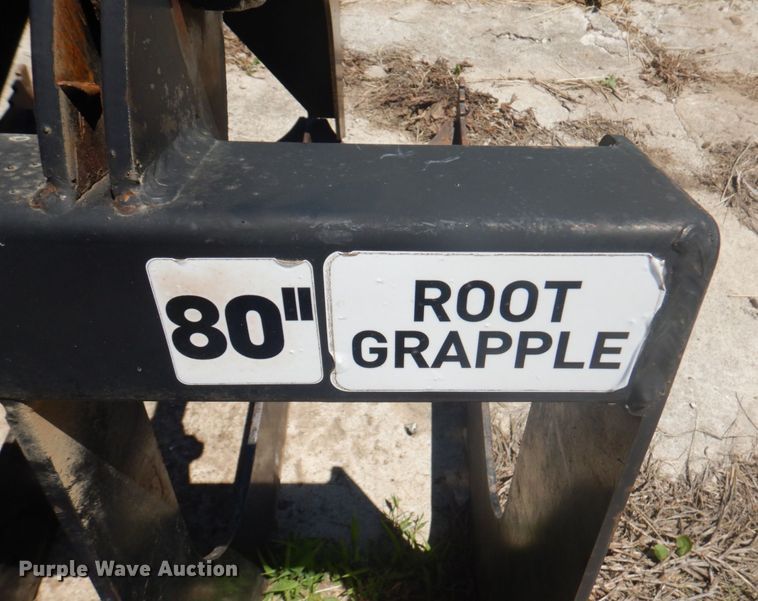 80"
ROOT
GRAPPLE
Purple Wave Auction